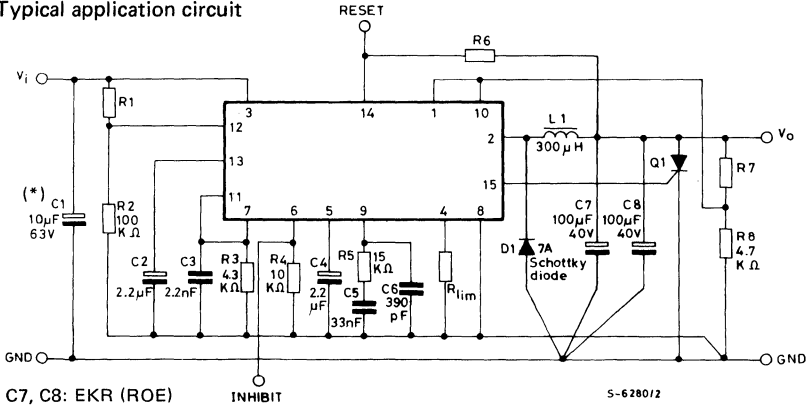 Typical application circuit
RESET
R6
Vi
R1
3
14
1
10
12
2
L1
300µH
Vo
13
Q1
15
R7
(*)
C1
10µF
63V
R2
100
KΩ
11
7
6
5
9
4
8
C7
100µF
40V
C8
100µF
40V
R8
4.7
KΩ
C2
2.2µF
C3
2.2nF
R3
4.3
KΩ
R4
10
KΩ
C4
2.2
µF
R5
15
KΩ
C5
33nF
C6
390
pF
Rlim
D1
7A
Schottky
diode
GND
GND
C7, C8: EKR (ROE)
INHIBIT
S-6280/2